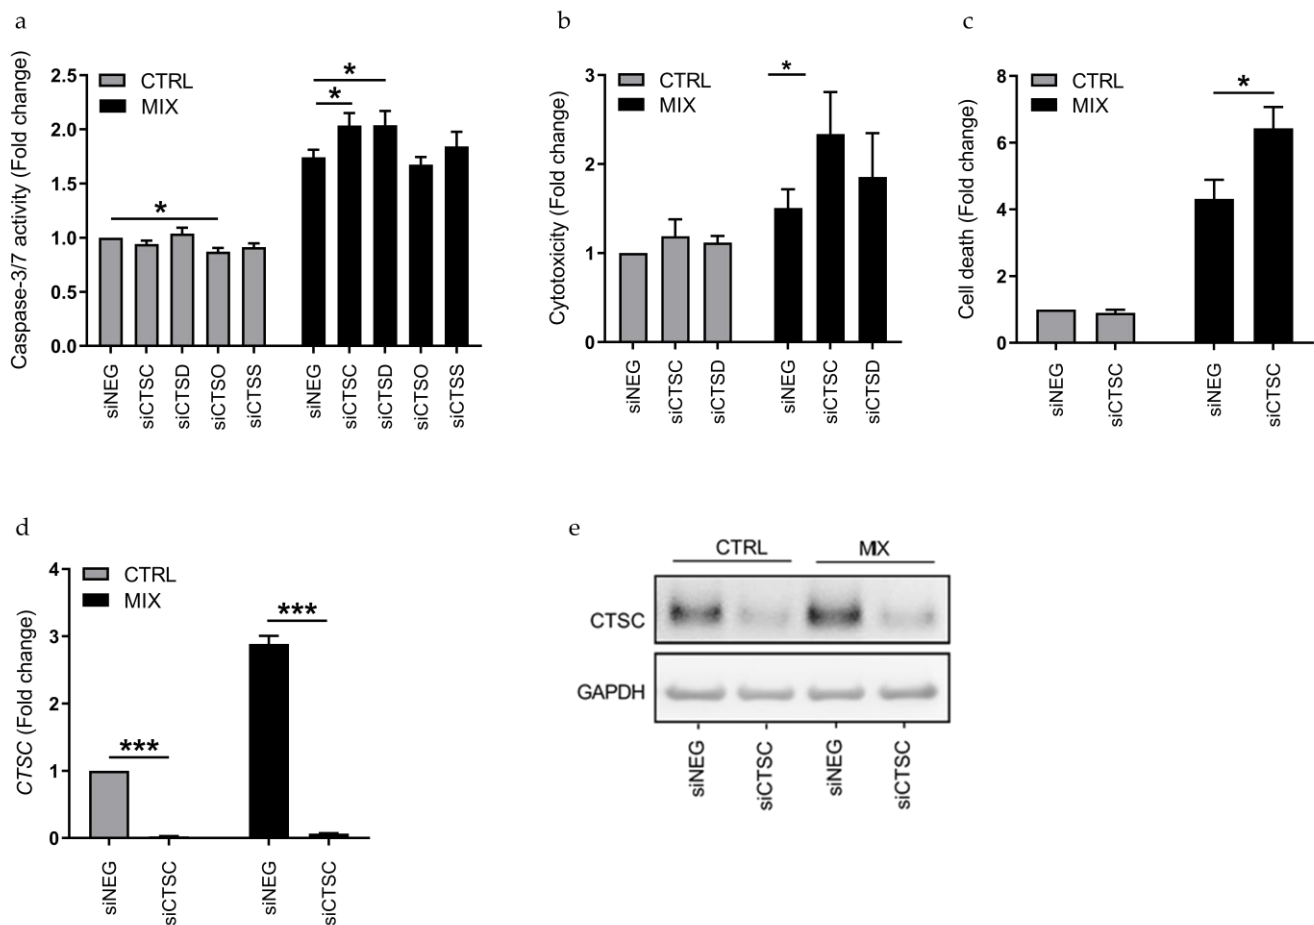 a
Caspase-3/7 activity (Fold change)
CTRL
MIX
2.5
2.0
1.5
1.0
0.5
0.0
*
*
*
siNEG
siCTSC
siCTSD
siCTSO
siCTSS
siNEG
siCTSC
siCTSD
siCTSO
siCTSS
b
Cytotoxicity (Fold change)
CTRL
MIX
3
2
1
0
*
siNEG
siCTSC
siCTSD
siNEG
siCTSC
siCTSD
c
Cell death (Fold change)
CTRL
MIX
8
6
4
2
0
*
siNEG
siCTSC
siNEG
siCTSC
d
CTSC (Fold change)
CTRL
MIX
4
3
2
1
0
***
***
siNEG
siCTSC
siNEG
siCTSC
e
CTRL
MIX
CTSC
GAPDH
siNEG
siCTSC
siNEG
siCTSC